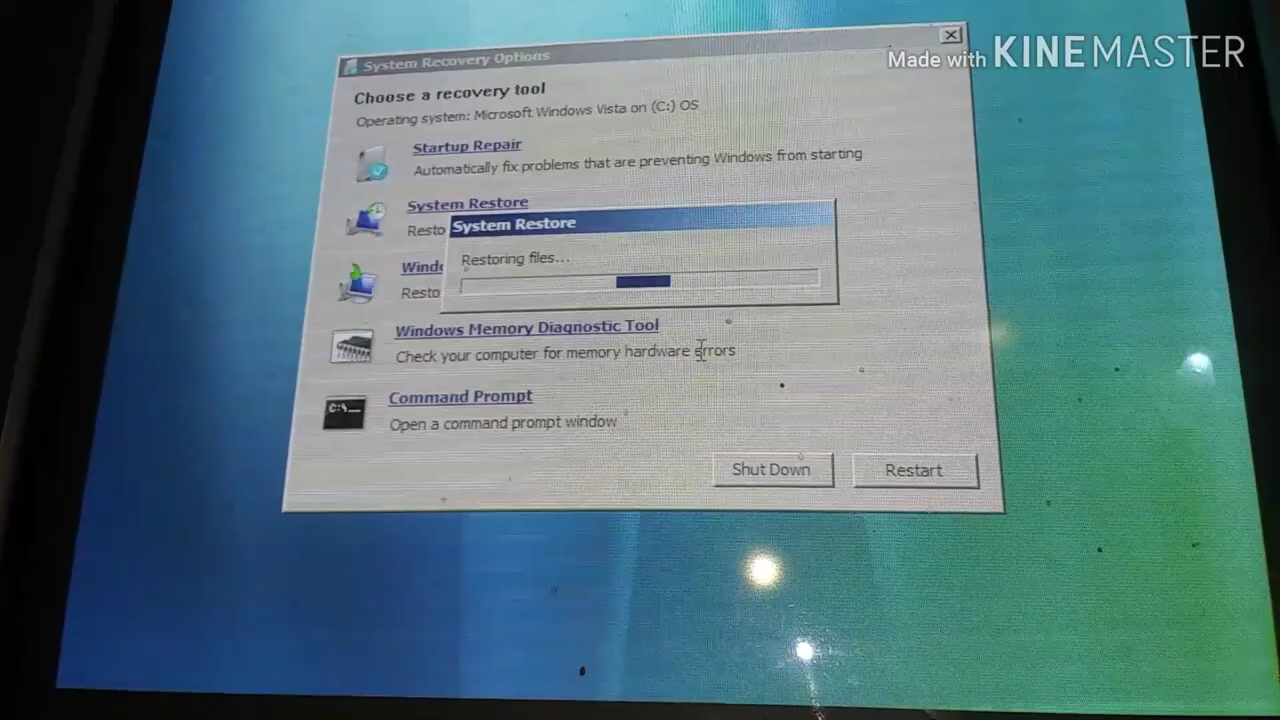 Made with KINEMASTER
System Recovery Options
Choose a recovery tool
Operating system: Microsoft Windows Vista on (C:) OS
Startup Repair
Automatically fix problems that are preventing Windows from starting
System Restore
Resto
System Restore
Restoring files...
Windo
Resto
Windows Memory Diagnostic Tool
Check your computer for memory hardware errors
C:\_
Command Prompt
Open a command prompt window
Shut Down
Restart